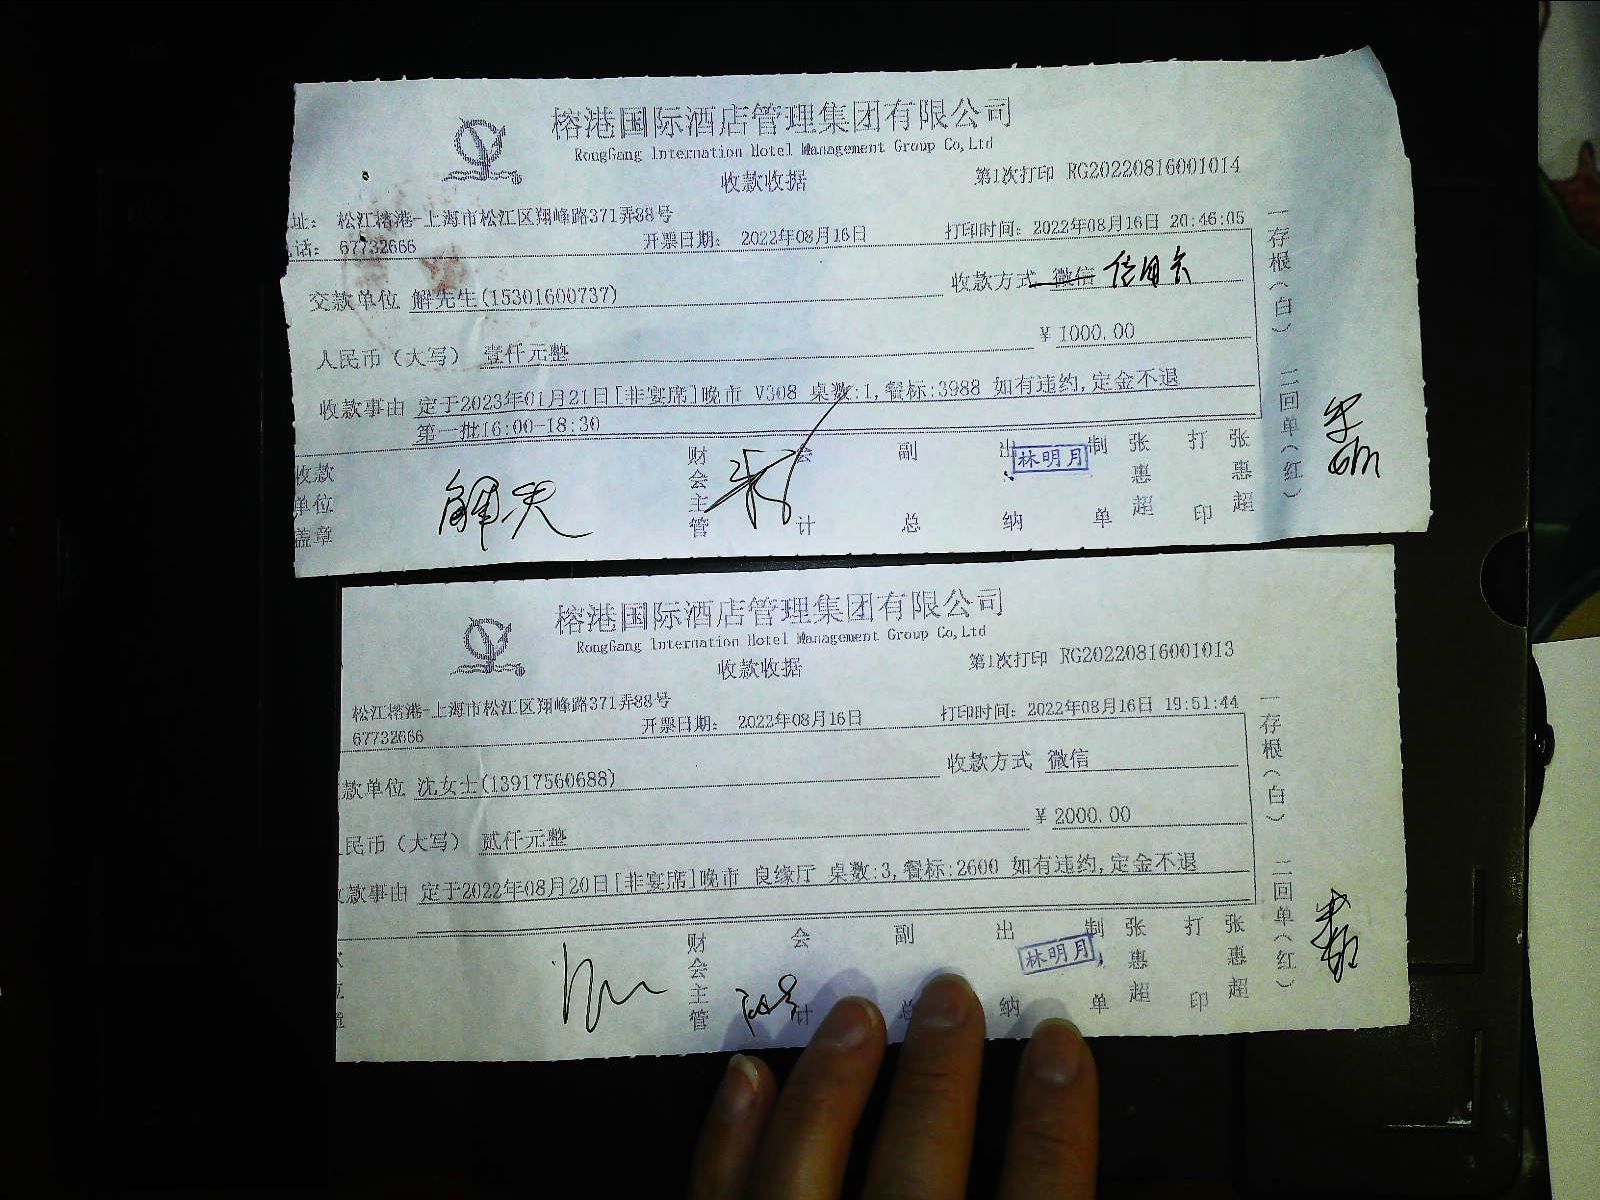 榕港国际酒店管理集团有限公司
RongGang Internation Hotel Management Group Co,Ltd
收款收据
第1次打印 RG20220816001014
址: 松江榕港-上海市松江区翔峰路371弄88号
话: 67732666
开票日期: 2022年08月16日
打印时间: 2022年08月16日 20:46:05
交款单位 解先生(15301600737)
收款方式 微信 信用卡
人民币(大写) 壹仟元整
¥ 1000.00
收款事由 定于2023年01月21日[非宴席]晚市 V308 桌数:1,餐标:3988 如有违约,定金不退
第一批16:00-18:30
收款单位盖章
财会主管
会计
副总
出纳
林明月
制单
张惠超
打印
张惠超
一存根(白) 二回单(红)
榕港国际酒店管理集团有限公司
RongGang Internation Hotel Management Group Co,Ltd
收款收据
第1次打印 RG20220816001013
松江榕港-上海市松江区翔峰路371弄88号
67732666
开票日期: 2022年08月16日
打印时间: 2022年08月16日 19:51:44
款单位 沈女士(13917560688)
收款方式 微信
民币(大写) 贰仟元整
¥ 2000.00
款事由 定于2022年08月20日[非宴席]晚市 良缘厅 桌数:3,餐标:2600 如有违约,定金不退
财会主管
会计
副总
出纳
林明月
制单
张惠超
打印
张惠超
一存根(白) 二回单(红)